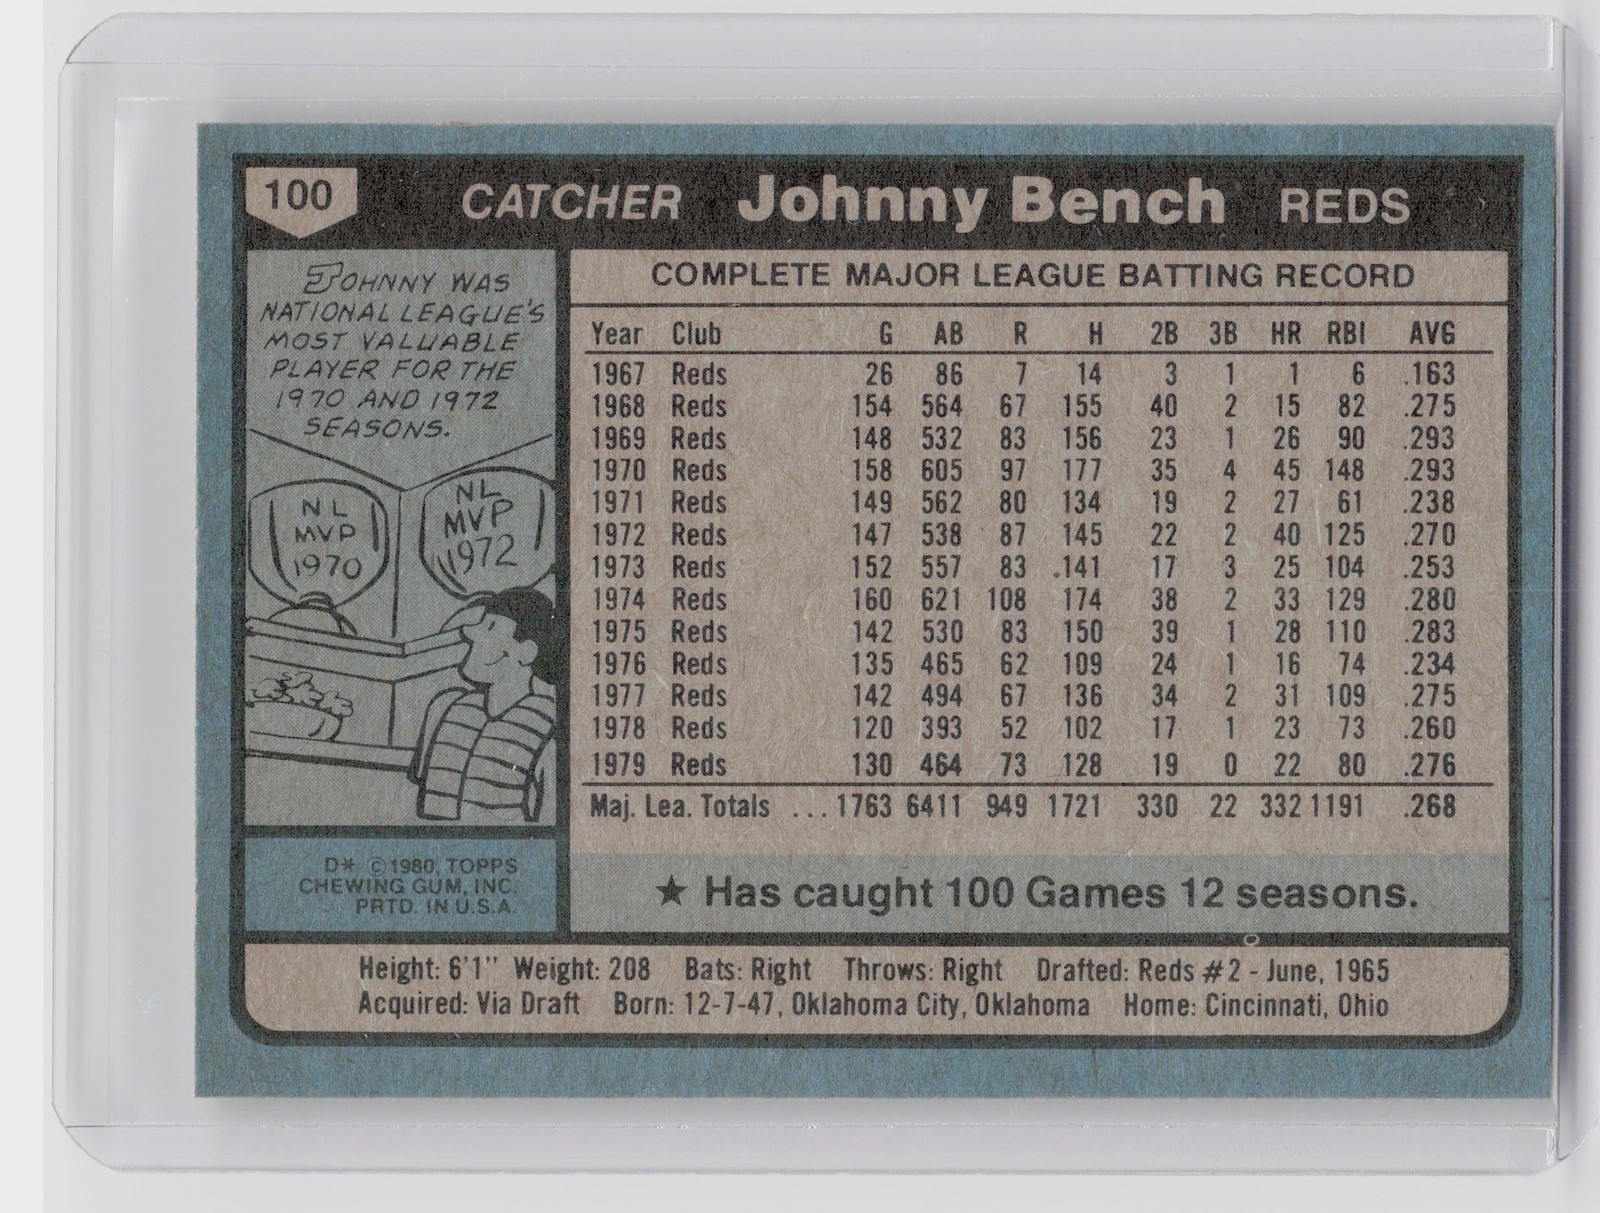 100 CATCHER Johnny Bench REDS
JOHNNY WAS
NATIONAL LEAGUE'S
MOST VALUABLE
PLAYER FOR THE
1970 AND 1972
SEASONS.
NL
MVP
1970
NL
MVP
1972
D* ©1980, TOPPS
CHEWING GUM, INC.
PRTD. IN U.S.A.
COMPLETE MAJOR LEAGUE BATTING RECORD
Year Club G AB R H 2B 3B HR RBI AVG
1967 Reds 26 86 7 14 3 1 1 6 .163
1968 Reds 154 564 67 155 40 2 15 82 .275
1969 Reds 148 532 83 156 23 1 26 90 .293
1970 Reds 158 605 97 177 35 4 45 148 .293
1971 Reds 149 562 80 134 19 2 27 61 .238
1972 Reds 147 538 87 145 22 2 40 125 .270
1973 Reds 152 557 83 141 17 3 25 104 .253
1974 Reds 160 621 108 174 38 2 33 129 .280
1975 Reds 142 530 83 150 39 1 28 110 .283
1976 Reds 135 465 62 109 24 1 16 74 .234
1977 Reds 142 494 67 136 34 2 31 109 .275
1978 Reds 120 393 52 102 17 1 23 73 .260
1979 Reds 130 464 73 128 19 0 22 80 .276
Maj. Lea. Totals ...1763 6411 949 1721 330 22 332 1191 .268
★ Has caught 100 Games 12 seasons.
Height: 6'1" Weight: 208 Bats: Right Throws: Right Drafted: Reds #2 - June, 1965
Acquired: Via Draft Born: 12-7-47, Oklahoma City, Oklahoma Home: Cincinnati, Ohio